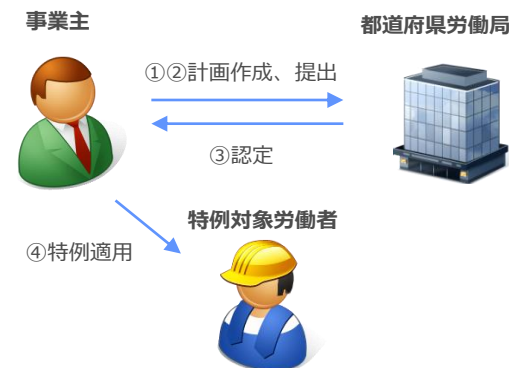 事業主
都道府県労働局
①②計画作成、提出
③認定
特例対象労働者
④特例適用